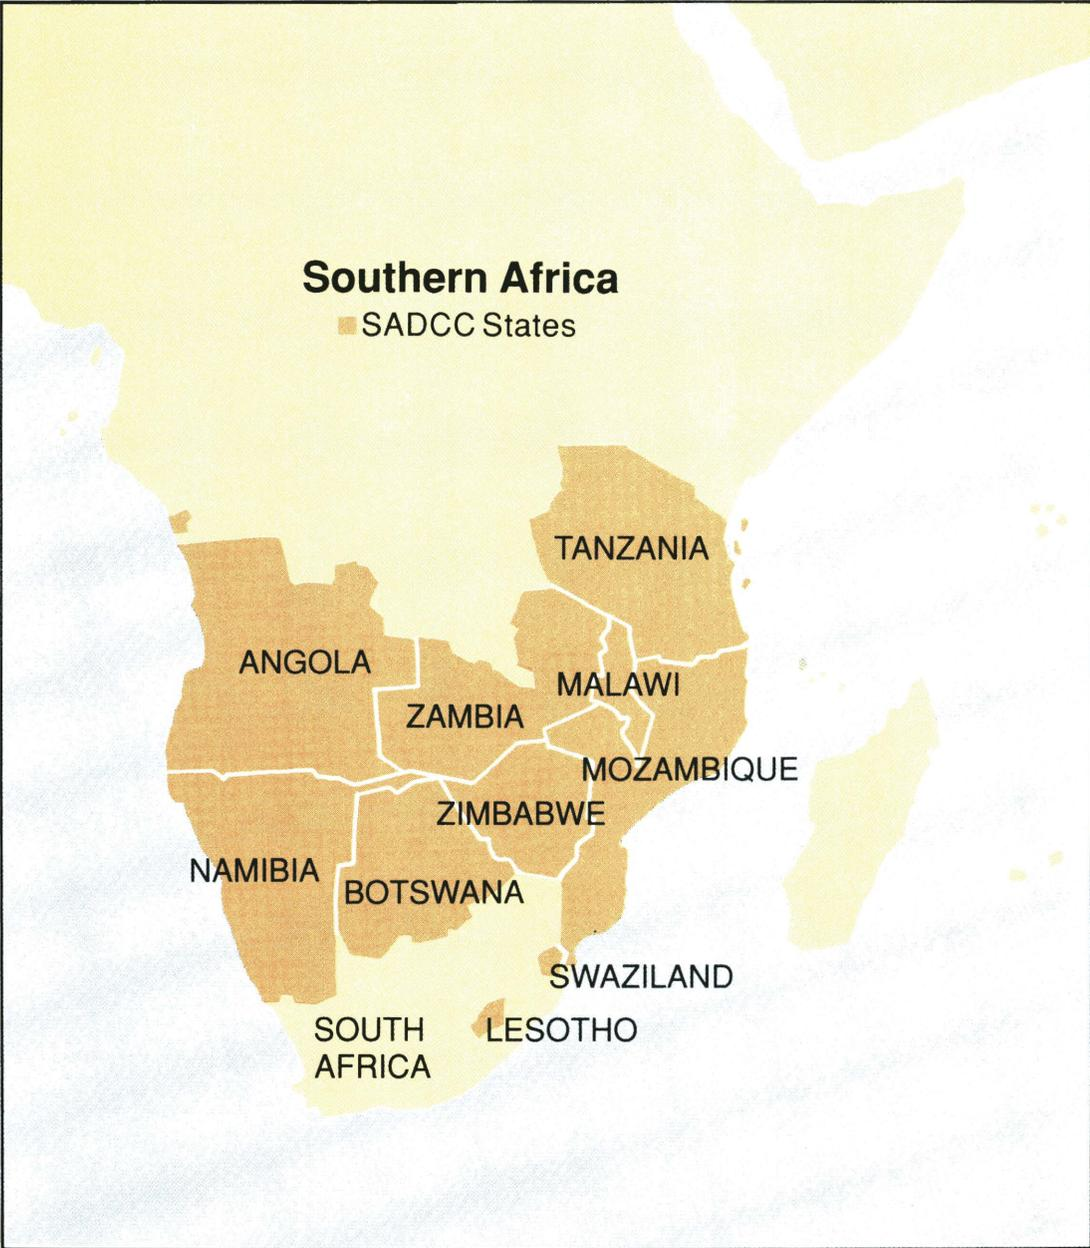 Southern Africa
SADCC States
TANZANIA
ANGOLA
MALAWI
ZAMBIA
MOZAMBIQUE
ZIMBABWE
NAMIBIA
BOTSWANA
SWAZILAND
SOUTH
AFRICA
LESOTHO